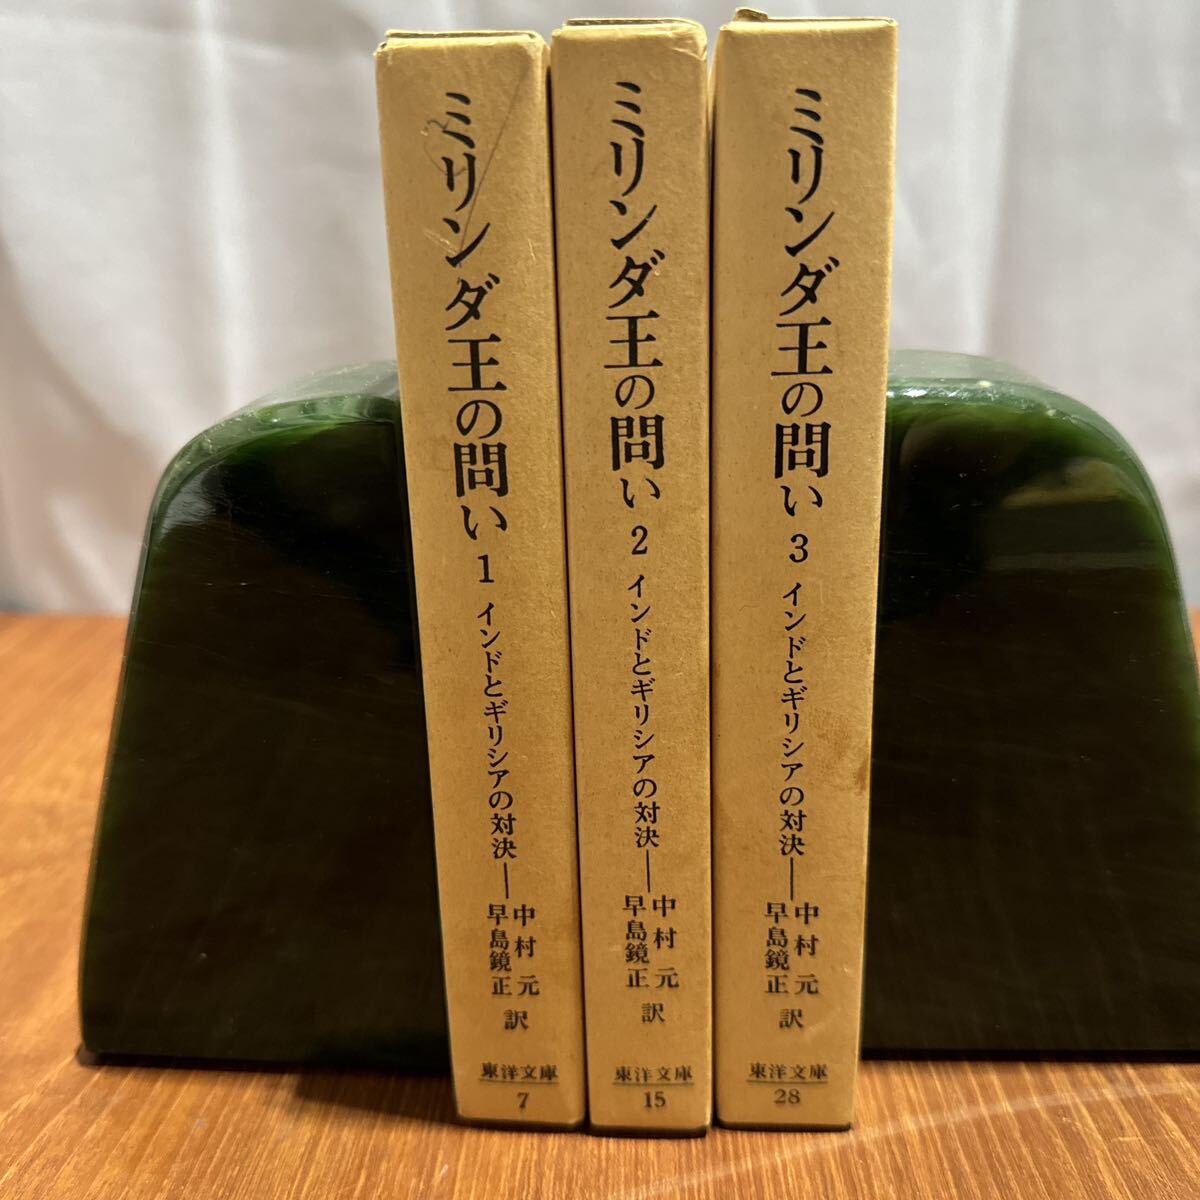 ミリンダ王の問い 1 インドとギリシアの対決――
中村 元
早島鏡正
訳
東洋文庫
7
ミリンダ王の問い 2 インドとギリシアの対決――
中村 元
早島鏡正
訳
東洋文庫
15
ミリンダ王の問い 3 インドとギリシアの対決――
中村 元
早島鏡正
訳
東洋文庫
28